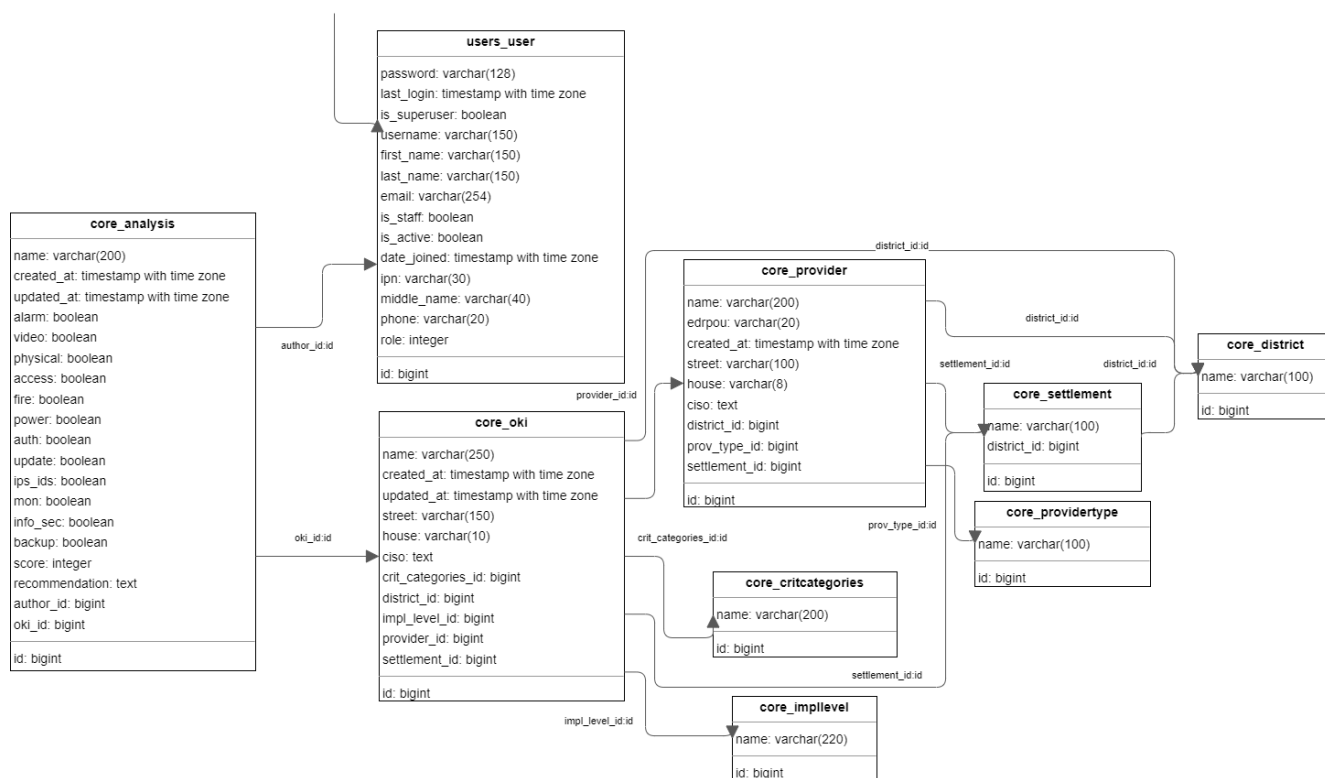 users_user
password: varchar(128)
last_login: timestamp with time zone
is_superuser: boolean
username: varchar(150)
first_name: varchar(150)
last_name: varchar(150)
email: varchar(254)
is_staff: boolean
is_active: boolean
date_joined: timestamp with time zone
ipn: varchar(30)
middle_name: varchar(40)
phone: varchar(20)
role: integer
id: bigint
core_analysis
name: varchar(200)
created_at: timestamp with time zone
updated_at: timestamp with time zone
alarm: boolean
video: boolean
physical: boolean
access: boolean
fire: boolean
power: boolean
auth: boolean
update: boolean
ips_ids: boolean
mon: boolean
info_sec: boolean
backup: boolean
score: integer
recommendation: text
author_id: bigint
oki_id: bigint
id: bigint
author_id:id
oki_id:id
provider_id:id
core_oki
name: varchar(250)
created_at: timestamp with time zone
updated_at: timestamp with time zone
street: varchar(150)
house: varchar(10)
ciso: text
crit_categories_id: bigint
district_id: bigint
impl_level_id: bigint
provider_id: bigint
settlement_id: bigint
id: bigint
district_id:id
core_provider
name: varchar(200)
edrpou: varchar(20)
created_at: timestamp with time zone
street: varchar(100)
house: varchar(8)
ciso: text
district_id: bigint
prov_type_id: bigint
settlement_id: bigint
id: bigint
district_id:id
settlement_id:id
district_id:id
core_district
name: varchar(100)
id: bigint
core_settlement
name: varchar(100)
district_id: bigint
id: bigint
prov_type_id:id
core_providertype
name: varchar(100)
id: bigint
crit_categories_id:id
core_critcategories
name: varchar(200)
id: bigint
settlement_id:id
impl_level_id:id
core_impllevel
name: varchar(220)
id: bigint